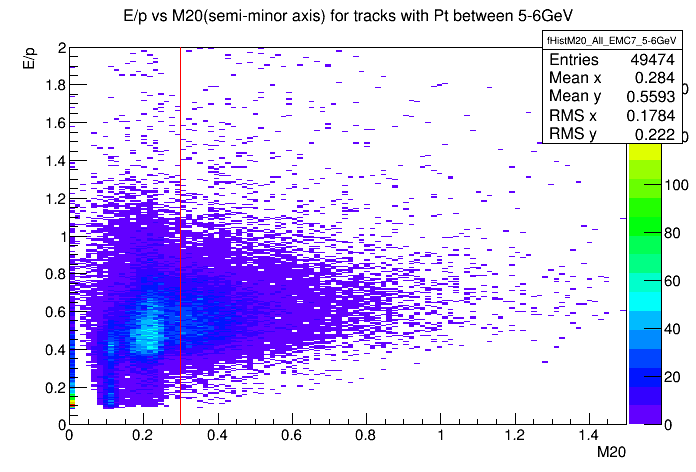 E/p vs M20(semi-minor axis) for tracks with Pt between 5-6GeV
fHistM20_All_EMC7_5-6GeV
Entries 49474
Mean x 0.284
Mean y 0.5593
RMS x 0.1784
RMS y 0.222
E/p
2
1.8
1.6
1.4
1.2
1
0.8
0.6
0.4
0.2
0
0 0.2 0.4 0.6 0.8 1 1.2 1.4
M20
100
80
60
40
20
0